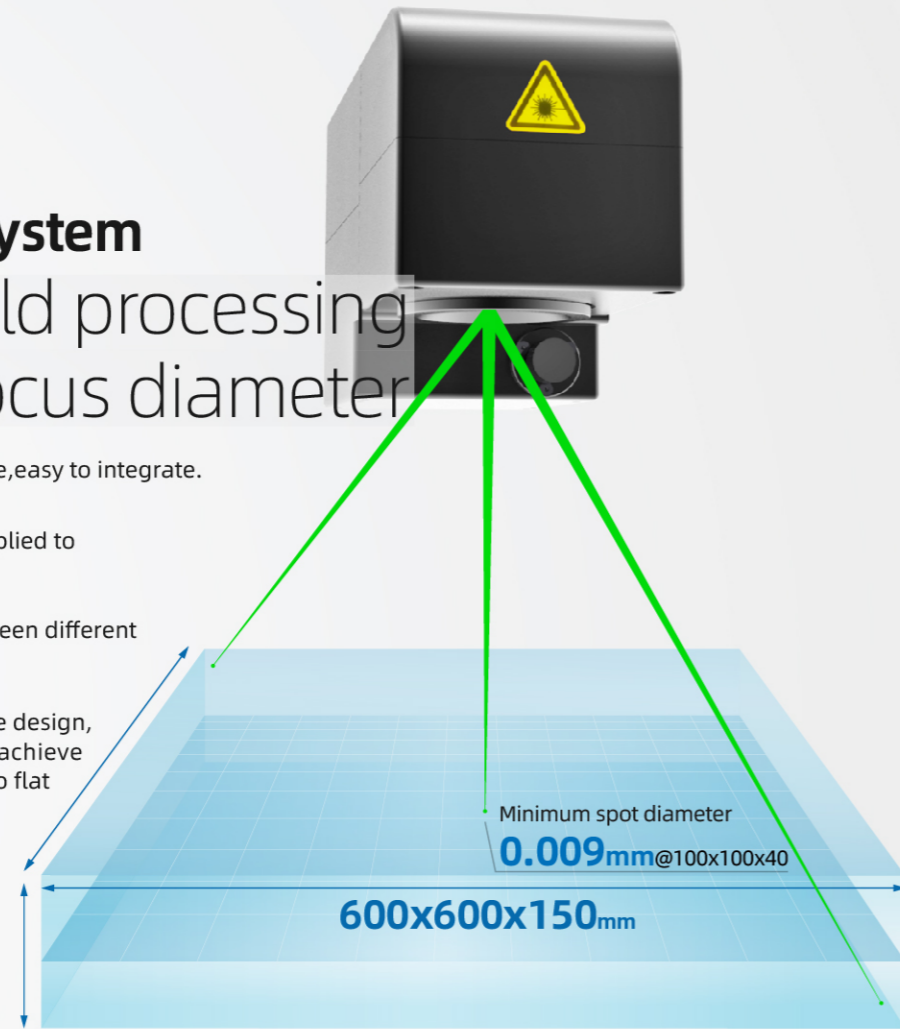 ystem
ld processing
ocus diameter
e,easy to integrate.
plied to
een different
e design,
achieve
o flat
Minimum spot diameter
0.009mm@100x100x40
600x600x150mm